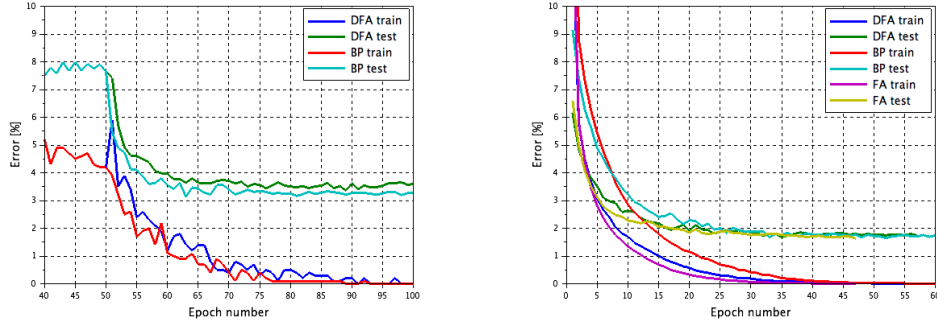 10
9
8
7
6
5
4
3
2
1
0
Error [%]
40 45 50 55 60 65 70 75 80 85 90 95 100
Epoch number
DFA train
DFA test
BP train
BP test
10
9
8
7
6
5
4
3
2
1
0
Error [%]
0 5 10 15 20 25 30 35 40 45 50 55 60
Epoch number
DFA train
DFA test
BP train
BP test
FA train
FA test